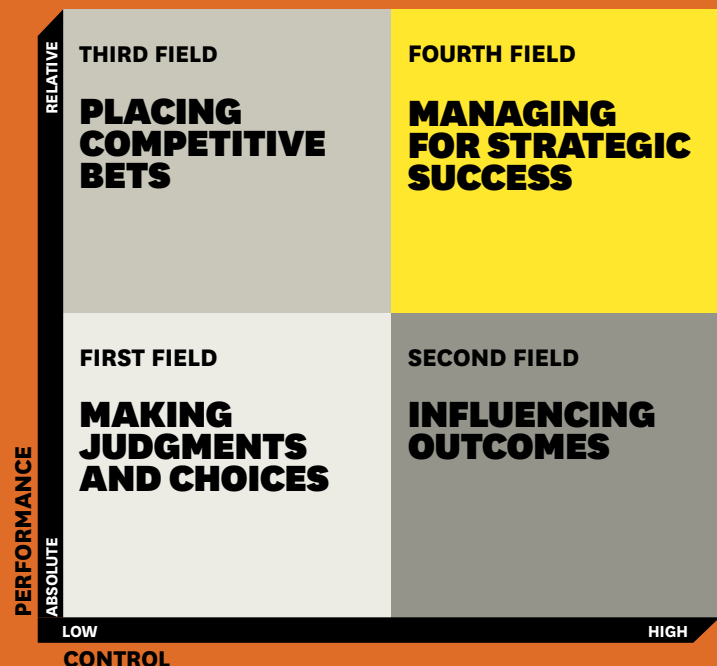 RELATIVE
THIRD FIELD
PLACING
COMPETITIVE
BETS
FOURTH FIELD
MANAGING
FOR STRATEGIC
SUCCESS
FIRST FIELD
MAKING
JUDGMENTS
AND CHOICES
SECOND FIELD
INFLUENCING
OUTCOMES
PERFORMANCE
ABSOLUTE
LOW
HIGH
CONTROL